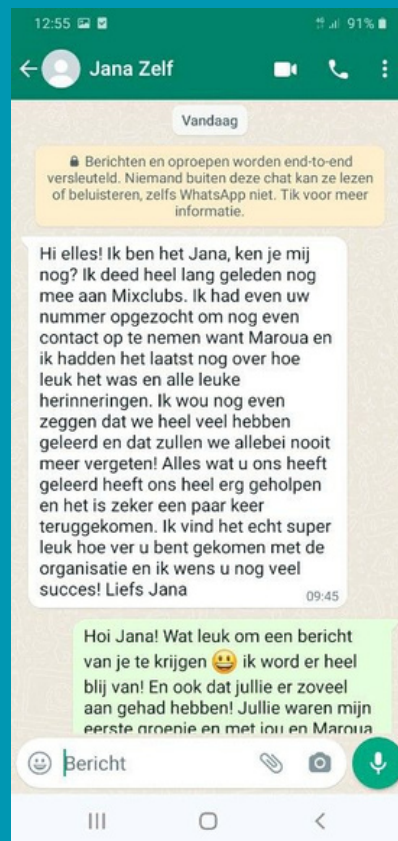 12:55 91%
Jana Zelf
Vandaag
Berichten en oproepen worden end-to-end
versleuteld. Niemand buiten deze chat kan ze lezen
of beluisteren, zelfs WhatsApp niet. Tik voor meer
informatie.
Hi elles! Ik ben het Jana, ken je mij
nog? Ik deed heel lang geleden nog
mee aan Mixclubs. Ik had even uw
nummer opgezocht om nog even
contact op te nemen want Maroua en
ik hadden het laatst nog over hoe
leuk het was en alle leuke
herinneringen. Ik wou nog even
zeggen dat we heel veel hebben
geleerd en dat zullen we allebei nooit
meer vergeten! Alles wat u ons heeft
geleerd heeft ons heel erg geholpen
en het is zeker een paar keer
teruggekomen. Ik vind het echt super
leuk hoe ver u bent gekomen met de
organisatie en ik wens u nog veel
succes! Liefs Jana
09:45
Hoi Jana! Wat leuk om een bericht
van je te krijgen 😃 ik word er heel
blij van! En ook dat jullie er zoveel
aan gehad hebben! Jullie waren mijn
eerste groepje en met jou en Maroua
Bericht